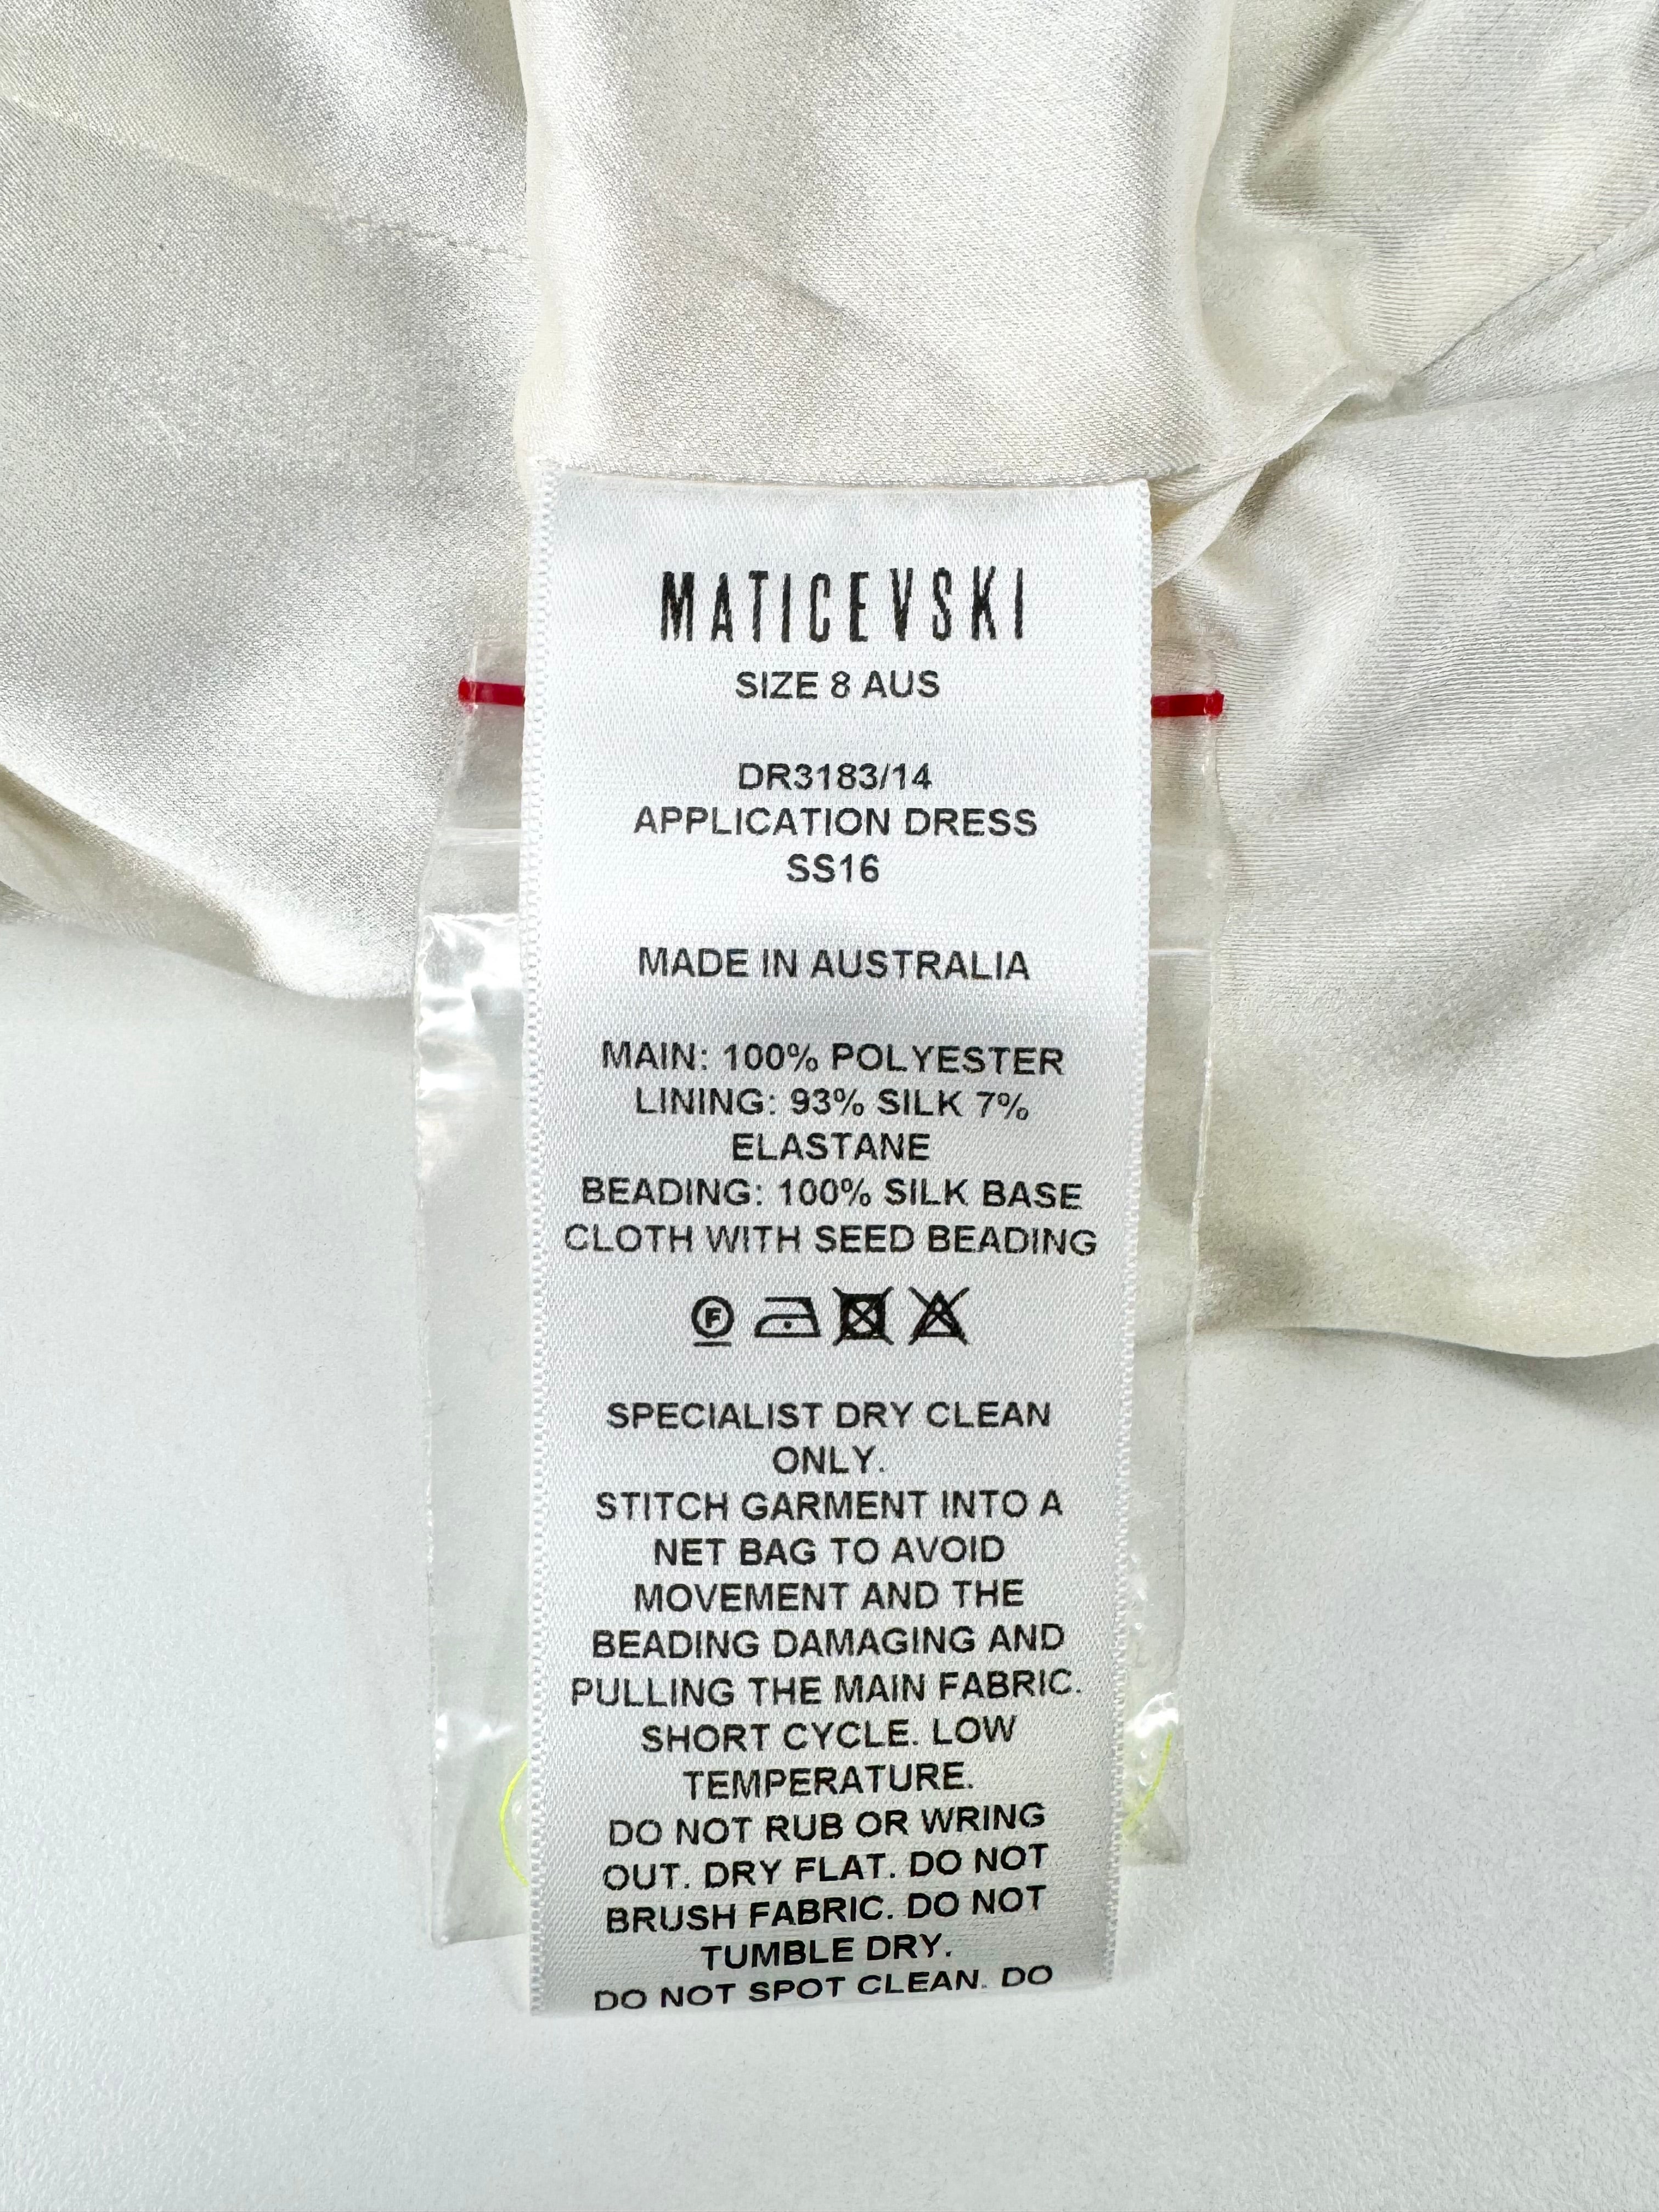 MATICEVSKI
SIZE 8 AUS
DR3183/14
APPLICATION DRESS
SS16
MADE IN AUSTRALIA
MAIN: 100% POLYESTER
LINING: 93% SILK 7%
ELASTANE
BEADING: 100% SILK BASE
CLOTH WITH SEED BEADING
F
SPECIALIST DRY CLEAN
ONLY.
STITCH GARMENT INTO A
NET BAG TO AVOID
MOVEMENT AND THE
BEADING DAMAGING AND
PULLING THE MAIN FABRIC.
SHORT CYCLE. LOW
TEMPERATURE.
DO NOT RUB OR WRING
OUT. DRY FLAT. DO NOT
BRUSH FABRIC. DO NOT
TUMBLE DRY.
DO NOT SPOT CLEAN. DO